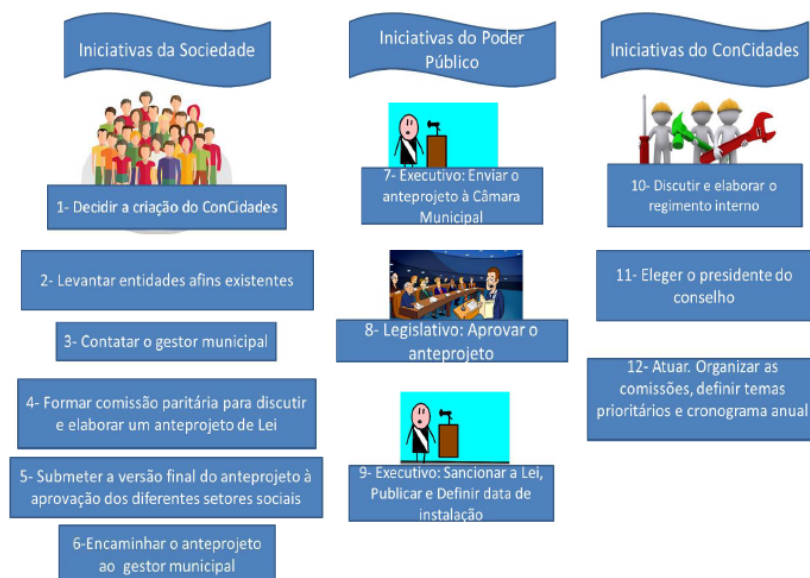 Iniciativas da Sociedade
1- Decidir a criação do ConCidades
2- Levantar entidades afins existentes
3- Contatar o gestor municipal
4- Formar comissão paritária para discutir
e elaborar um anteprojeto de Lei
5- Submeter a versão final do anteprojeto à
aprovação dos diferentes setores sociais
6-Encaminhar o anteprojeto
ao gestor municipal
Iniciativas do Poder
Público
7- Executivo: Enviar o
anteprojeto à Câmara
Municipal
8- Legislativo: Aprovar o
anteprojeto
9- Executivo: Sancionar a Lei,
Publicar e Definir data de
instalação
Iniciativas do ConCidades
10- Discutir e elaborar o
regimento interno
11- Eleger o presidente do
conselho
12- Atuar. Organizar as
comissões, definir temas
prioritários e cronograma anual